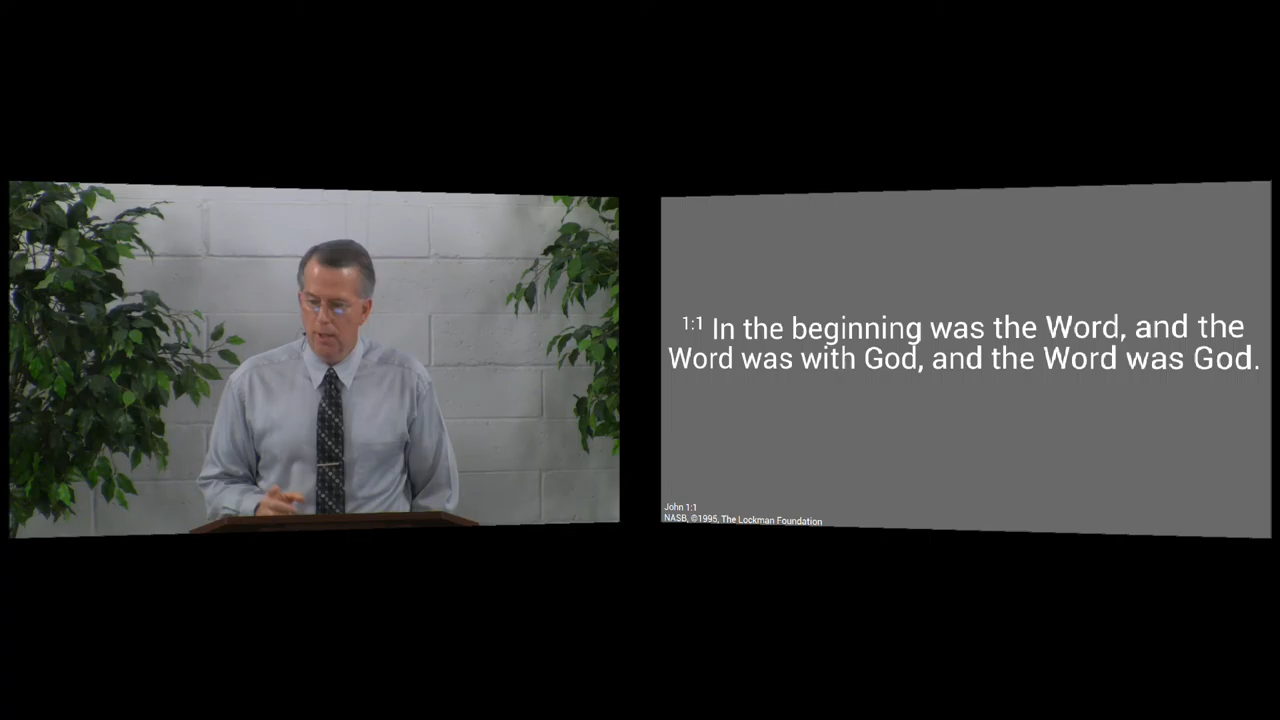 1:1 In the beginning was the Word, and the
Word was with God, and the Word was God.
John 1:1
NASB, ©1995, The Lockman Foundation